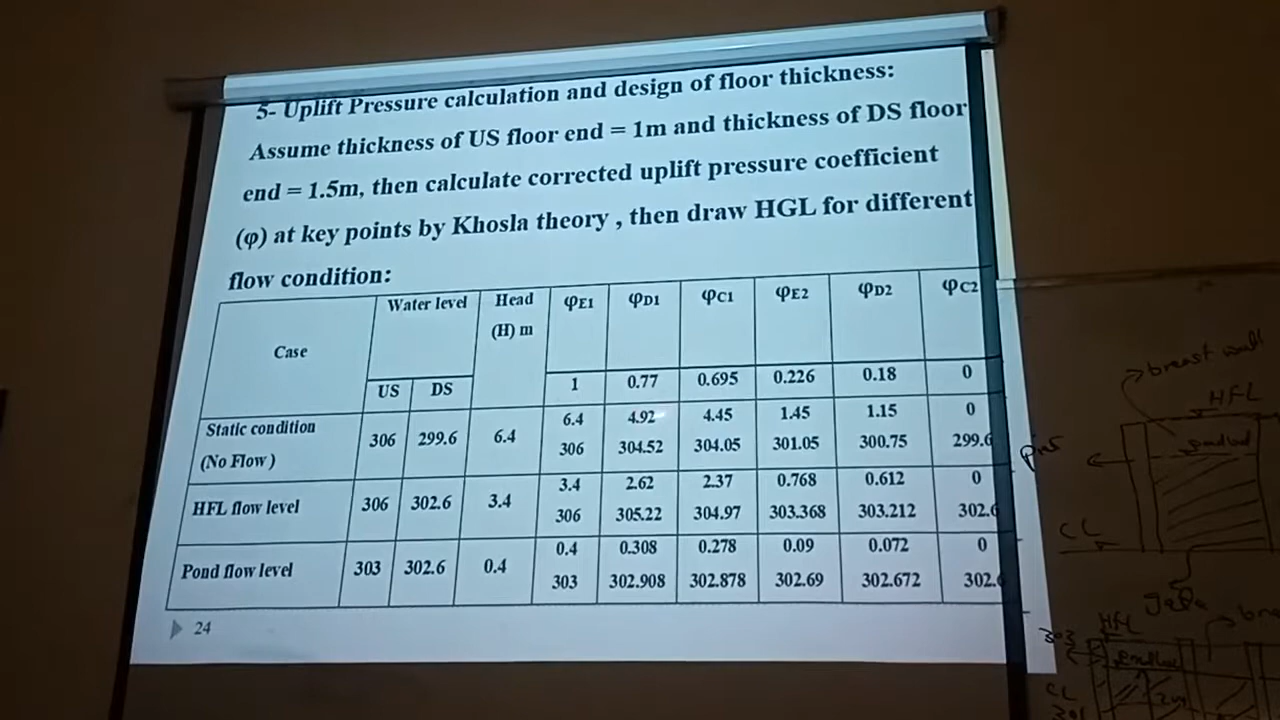 5- Uplift Pressure calculation and design of floor thickness:
Assume thickness of US floor end = 1m and thickness of DS floor
end = 1.5m, then calculate corrected uplift pressure coefficient
(φ) at key points by Khosla theory , then draw HGL for different
flow condition:
Case Water level Head (H) m φE1 φD1 φC1 φE2 φD2 φC2
US DS 1 0.77 0.695 0.226 0.18 0
Static condition 6.4 4.92 4.45 1.45 1.15 0
(No Flow ) 306 299.6 6.4 306 304.52 304.05 301.05 300.75 299.6
HFL flow level 306 302.6 3.4 3.4 2.62 2.37 0.768 0.612 0
306 305.22 304.97 303.368 303.212 302.6
Pond flow level 303 302.6 0.4 0.4 0.308 0.278 0.09 0.072 0
303 302.908 302.878 302.69 302.672 302.
24
breast wall
HFL
CL
HFL
303
CL